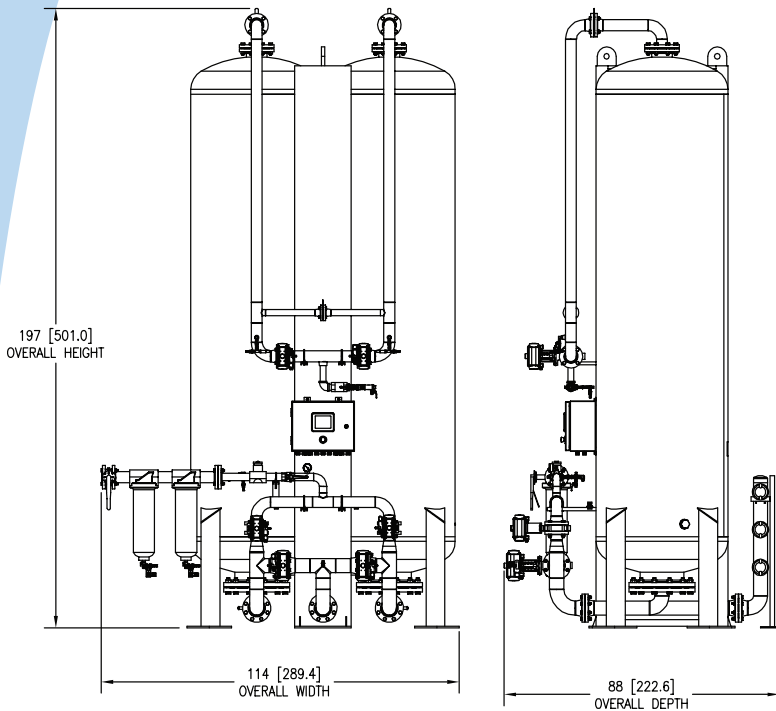 197 [501.0]
OVERALL HEIGHT
114 [289.4]
OVERALL WIDTH
88 [222.6]
OVERALL DEPTH